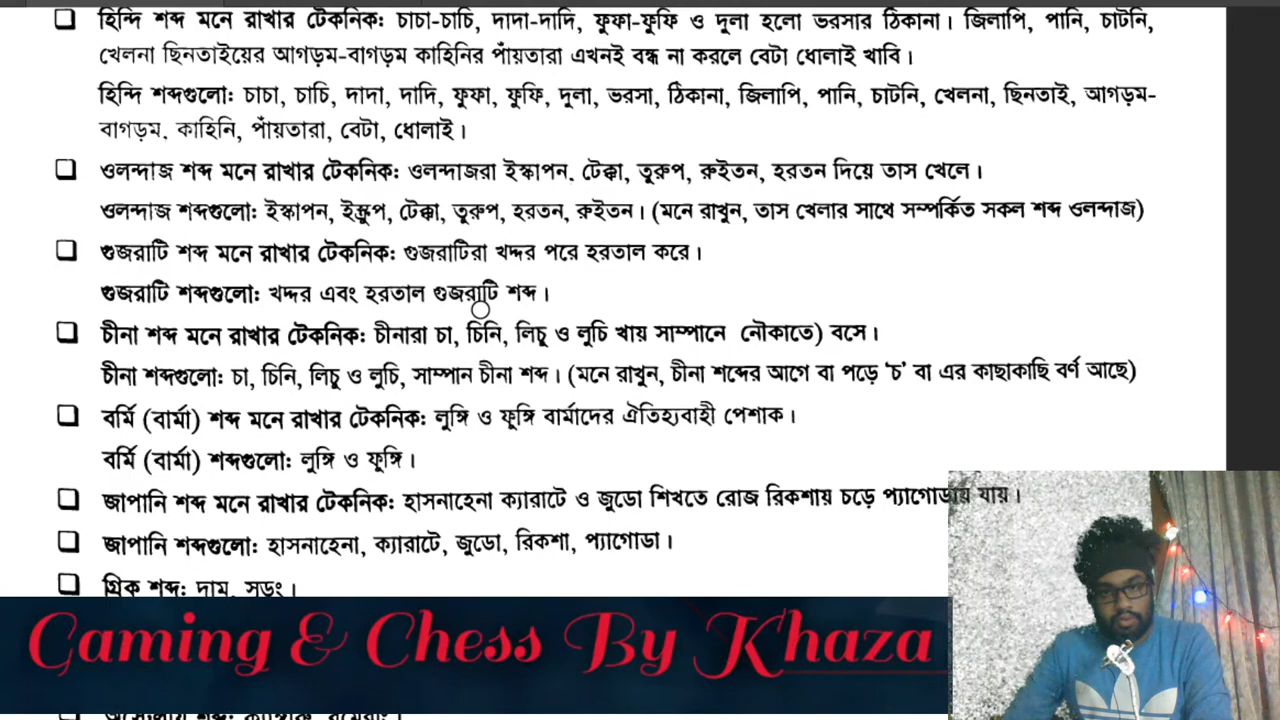 ❑ হিন্দি শব্দ মনে রাখার টেকনিক: চাচা-চাচি, দাদা-দাদি, ফুফা-ফুফি ও দুলা হলো ভরসার ঠিকানা। জিলাপি, পানি, চাটনি,
খেলনা ছিনতাইয়ের আগড়ম-বাগড়ম কাহিনির পাঁয়তারা এখনই বন্ধ না করলে বেটা ধোলাই খাবি।
হিন্দি শব্দগুলো: চাচা, চাচি, দাদা, দাদি, ফুফা, ফুফি, দুলা, ভরসা, ঠিকানা, জিলাপি, পানি, চাটনি, খেলনা, ছিনতাই, আগড়ম-
বাগড়ম, কাহিনি, পাঁয়তারা, বেটা, ধোলাই।
❑ ওলন্দাজ শব্দ মনে রাখার টেকনিক: ওলন্দাজরা ইস্কাপন, টেক্কা, তুরুপ, রুইতন, হরতন দিয়ে তাস খেলে।
ওলন্দাজ শব্দগুলো: ইস্কাপন, ইস্ক্রুপ, টেক্কা, তুরুপ, হরতন, রুইতন। (মনে রাখুন, তাস খেলার সাথে সম্পর্কিত সকল শব্দ ওলন্দাজ)
❑ গুজরাটি শব্দ মনে রাখার টেকনিক: গুজরাটিরা খদ্দর পরে হরতাল করে।
গুজরাটি শব্দগুলো: খদ্দর এবং হরতাল গুজরাটি শব্দ।
❑ চীনা শব্দ মনে রাখার টেকনিক: চীনারা চা, চিনি, লিচু ও লুচি খায় সাম্পানে নৌকাতে) বসে।
চীনা শব্দগুলো: চা, চিনি, লিচু ও লুচি, সাম্পান চীনা শব্দ। (মনে রাখুন, চীনা শব্দের আগে বা পড়ে ‘চ’ বা এর কাছাকাছি বর্ণ আছে)
❑ বর্মি (বার্মা) শব্দ মনে রাখার টেকনিক: লুঙ্গি ও ফুঙ্গি বার্মাদের ঐতিহ্যবাহী পেশাক।
বর্মি (বার্মা) শব্দগুলো: লুঙ্গি ও ফুঙ্গি।
❑ জাপানি শব্দ মনে রাখার টেকনিক: হাসনাহেনা ক্যারাটে ও জুডো শিখতে রোজ রিকশায় চড়ে প্যাগোডায় যায়।
❑ জাপানি শব্দগুলো: হাসনাহেনা, ক্যারাটে, জুডো, রিকশা, প্যাগোডা।
❑ গ্রিক শব্দ: দাম, সুড়ং।
Gaming & Chess By Khaza